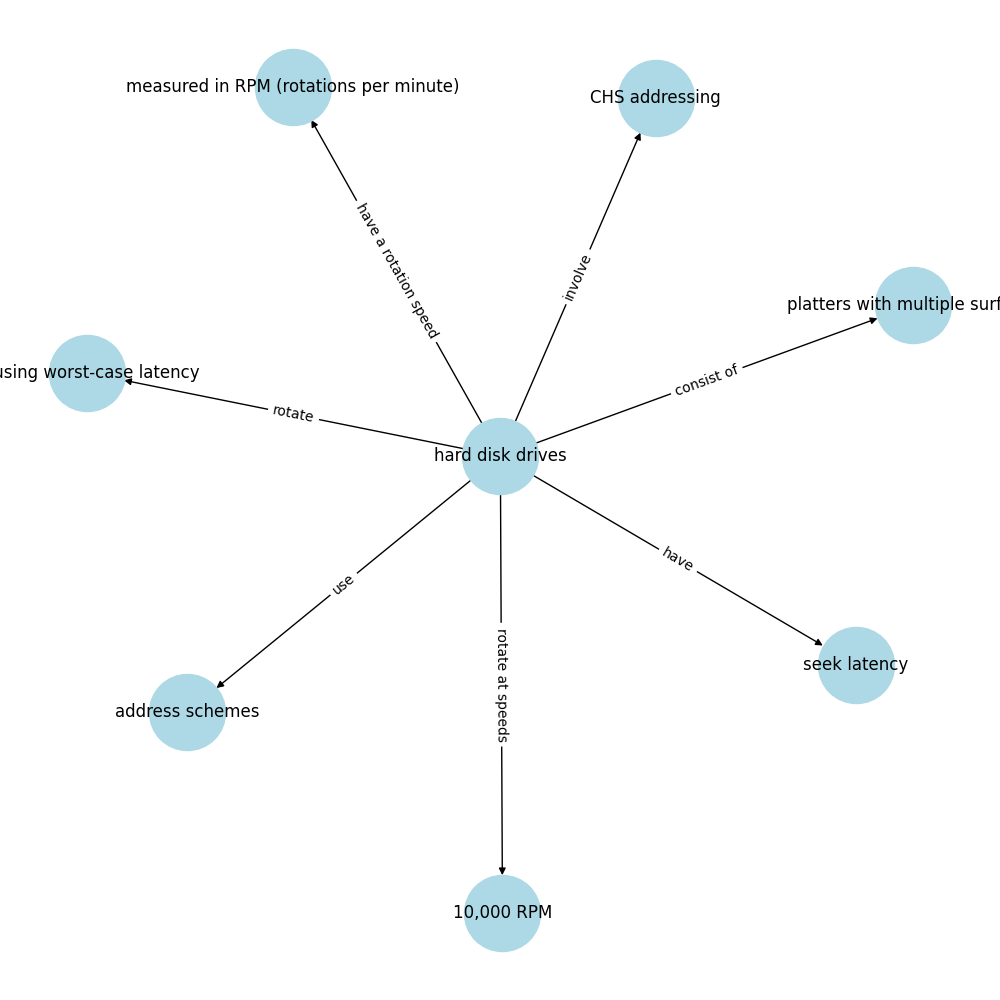 measured in RPM (rotations per minute)
CHS addressing
have a rotation speed
involve
platters with multiple
using worst-case latency
consist of
rotate
hard disk drives
use
have
rotate at speeds
seek latency
address schemes
10,000 RPM